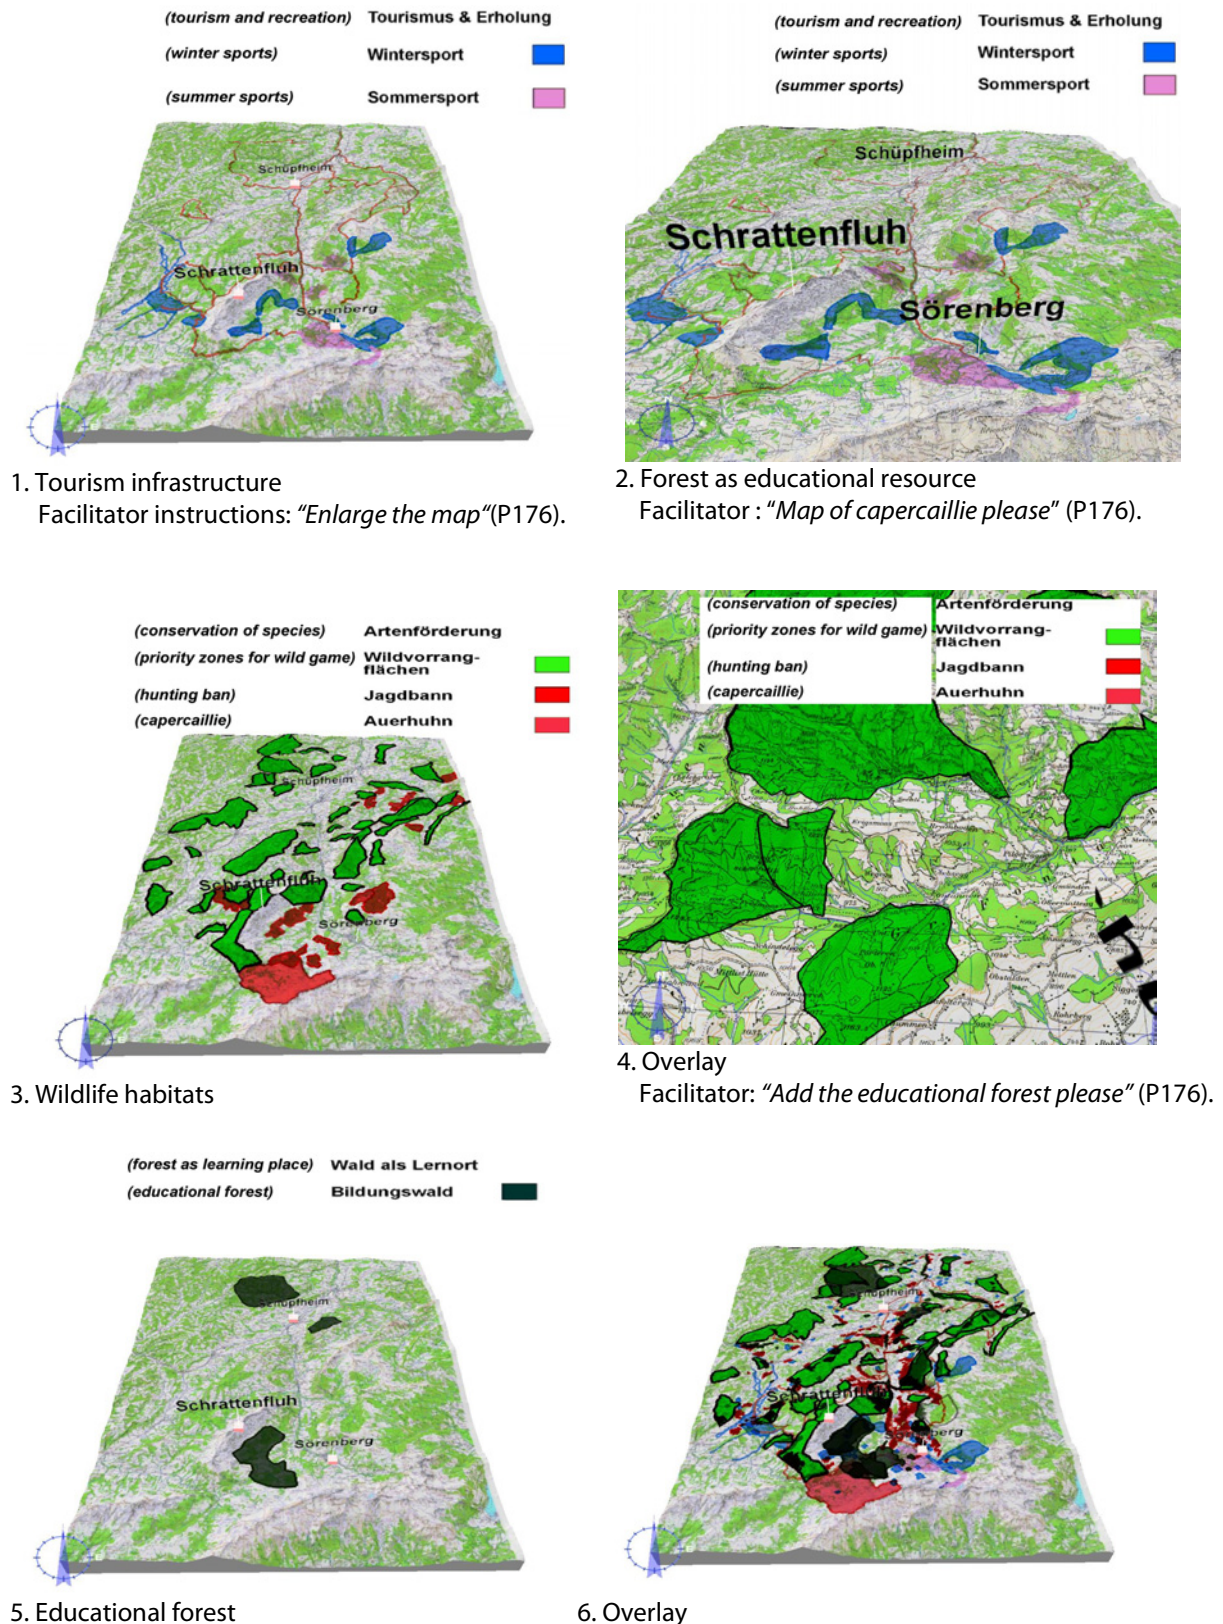 (tourism and recreation) Tourismus & Erholung
(winter sports) Wintersport
(summer sports) Sommersport
Schüpfheim
Schrattenfluh
Sörenberg
1. Tourism infrastructure
Facilitator instructions: “Enlarge the map“(P176).
(tourism and recreation) Tourismus & Erholung
(winter sports) Wintersport
(summer sports) Sommersport
Schüpfheim
Schrattenfluh
Sörenberg
2. Forest as educational resource
Facilitator : “Map of capercaillie please” (P176).
(conservation of species) Artenförderung
(priority zones for wild game) Wildvorrang-
flächen
(hunting ban) Jagdbann
(capercaillie) Auerhuhn
Schüpfheim
Schrattenfluh
Sörenberg
3. Wildlife habitats
(conservation of species) Artenförderung
(priority zones for wild game) Wildvorrang-
flächen
(hunting ban) Jagdbann
(capercaillie) Auerhuhn
4. Overlay
Facilitator: “Add the educational forest please” (P176).
(forest as learning place) Wald als Lernort
(educational forest) Bildungswald
Schüpfheim
Schrattenfluh
Sörenberg
5. Educational forest
Schüpfheim
Schrattenfluh
6. Overlay